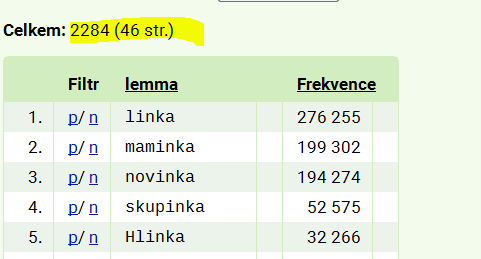 Celkem: 2284 (46 str.)
Filtr lemma Frekvence
1. p/ n linka 276 255
2. p/ n maminka 199 302
3. p/ n novinka 194 274
4. p/ n skupinka 52 575
5. p/ n Hlinka 32 266